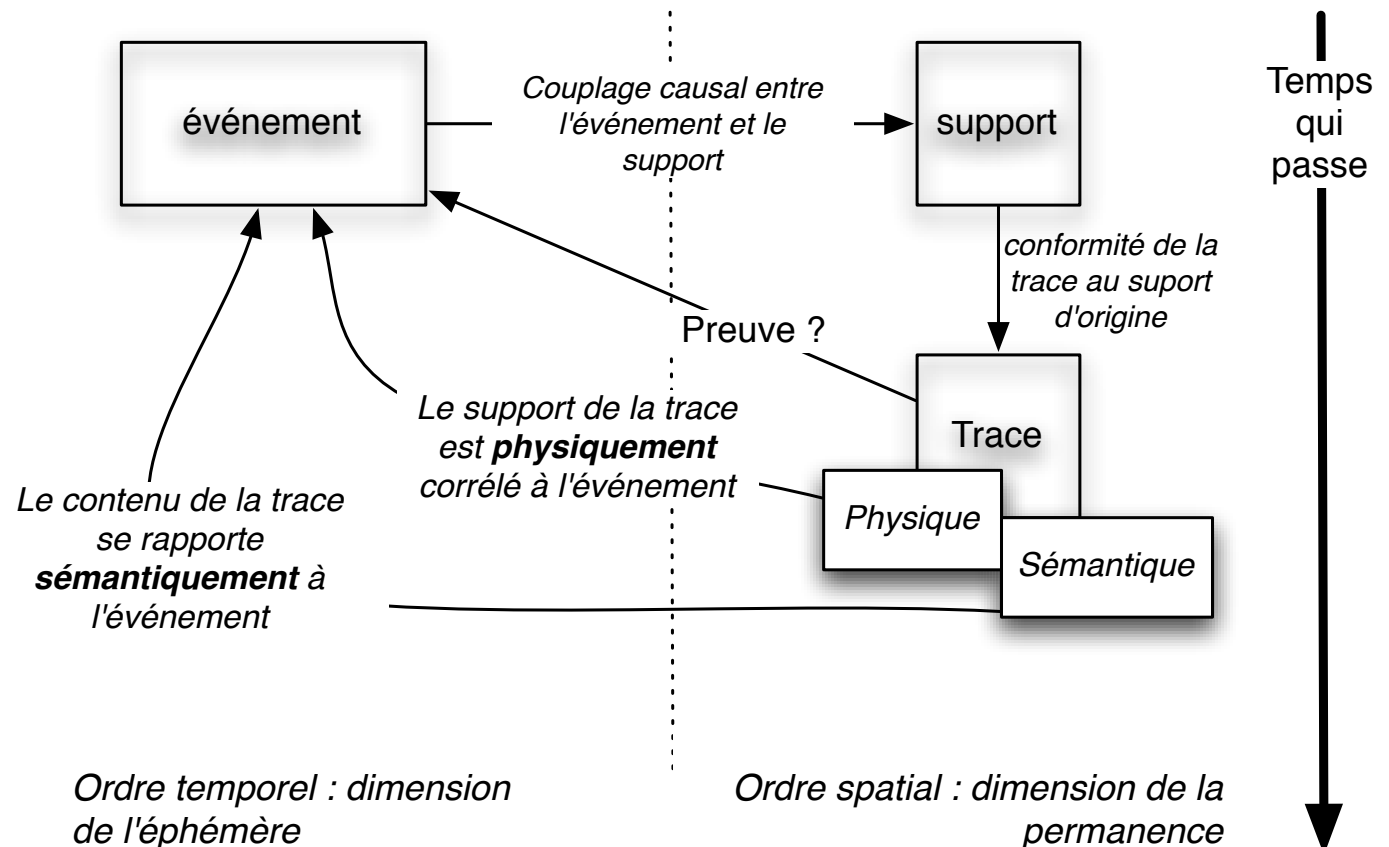 événement
Couplage causal entre
l'événement et le
support
support
Temps
qui
passe
conformité de la
trace au suport
d'origine
Preuve ?
Trace
Le support de la trace
est physiquement
corrélé à l'événement
Physique
Sémantique
Le contenu de la trace
se rapporte
sémantiquement à
l'événement
Ordre temporel : dimension
de l'éphémère
Ordre spatial : dimension de la
permanence